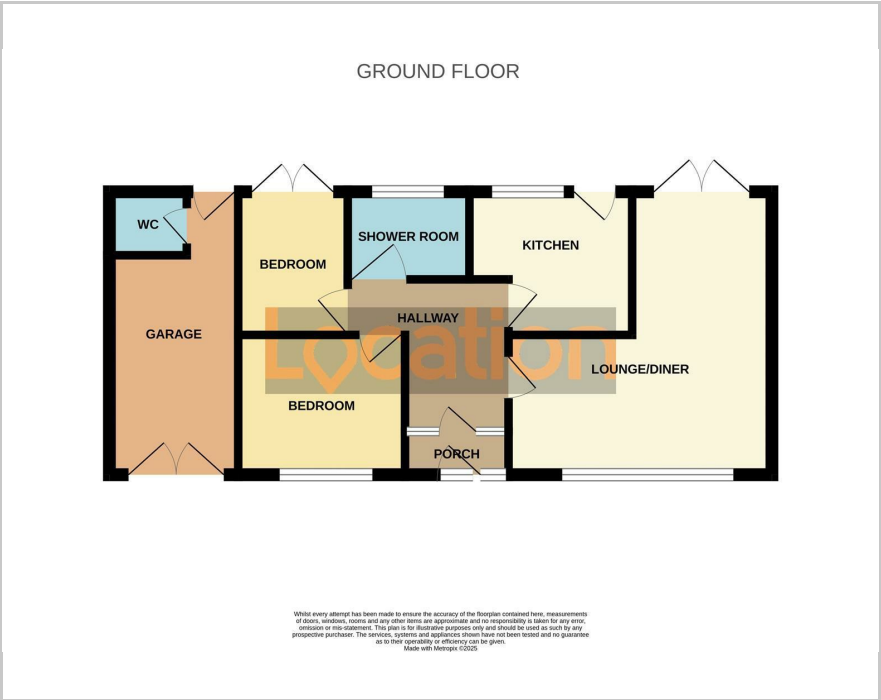 GROUND FLOOR
WC
SHOWER ROOM
KITCHEN
BEDROOM
HALLWAY
GARAGE
Location
LOUNGE/DINER
BEDROOM
PORCH
Whilst every attempt has been made to ensure the accuracy of the floorplan contained here, measurements
of doors, windows, rooms and any other items are approximate and no responsibility is taken for any error,
omission or mis-statement. This plan is for illustrative purposes only and should be used as such by any
prospective purchaser. The services, systems and appliances shown have not been tested and no guarantee
as to their operability or efficiency can be given.
Made with Metropix ©2025